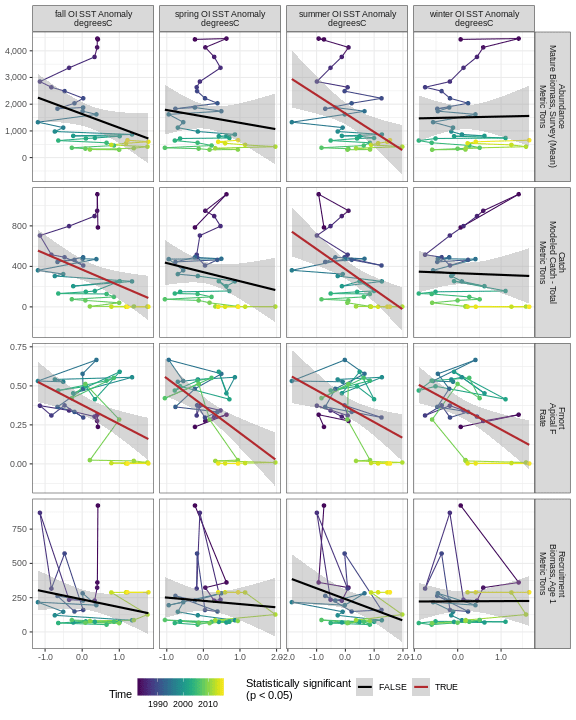 fall OI SST Anomaly
degreesC
spring OI SST Anomaly
degreesC
summer OI SST Anomaly
degreesC
winter OI SST Anomaly
degreesC
4,000
3,000
2,000
1,000
0
Abundance
Mature Biomass, Survey (Mean)
Metric Tons
800
400
0
Catch
Modeled Catch - Total
Metric Tons
0.75
0.50
0.25
0.00
Fmort
Apical F
Rate
750
500
250
0
Recruitment
Biomass, Age 1
Metric Tons
-1.0 0.0 1.0
-1.0 0.0 1.0 2.0
-2.0 -1.0 0.0 1.0 2.0
-1.0 0.0 1.0
Time
1990 2000 2010
Statistically significant
(p < 0.05)
FALSE
TRUE